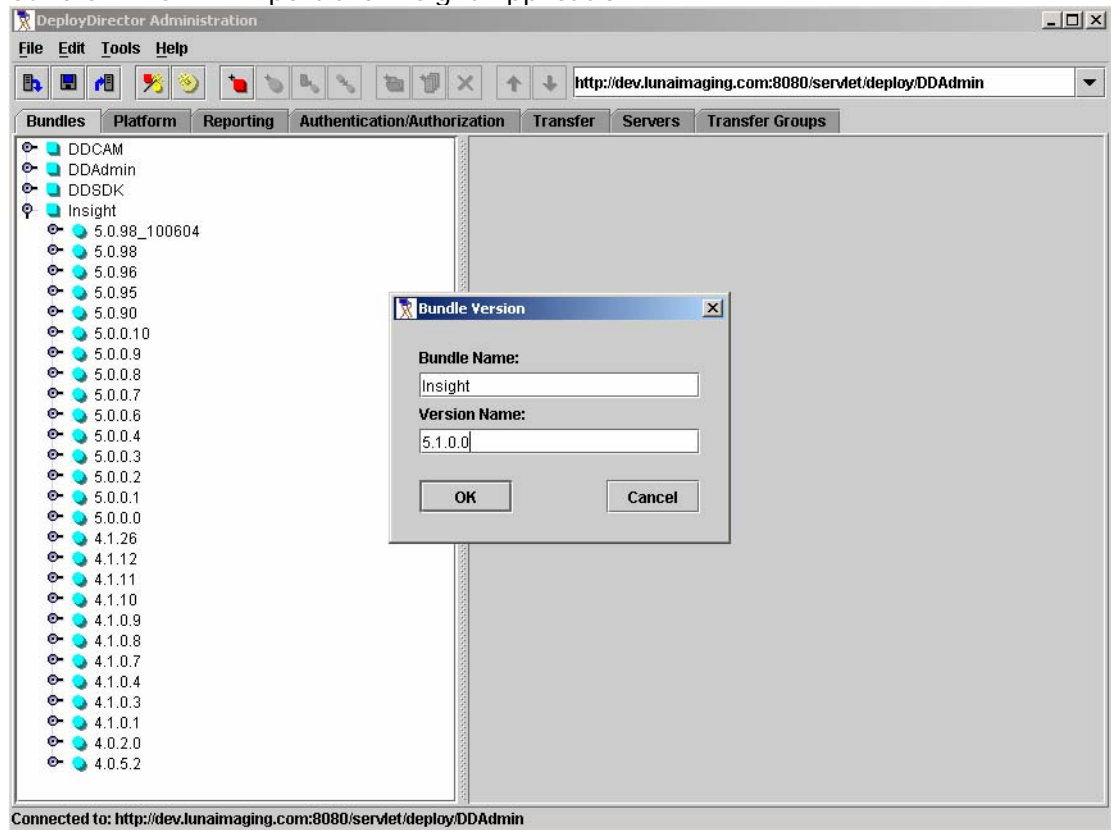 DeployDirector Administration
File Edit Tools Help
http://dev.lunaimaging.com:8080/servlet/deploy/DDAdmin
Bundles Platform Reporting Authentication/Authorization Transfer Servers Transfer Groups
DDCAM
DDAdmin
DDSDK
Insight
5.0.98_100604
5.0.98
5.0.96
5.0.95
5.0.90
5.0.0.10
5.0.0.9
5.0.0.8
5.0.0.7
5.0.0.6
5.0.0.4
5.0.0.3
5.0.0.2
5.0.0.1
5.0.0.0
4.1.26
4.1.12
4.1.11
4.1.10
4.1.0.9
4.1.0.8
4.1.0.7
4.1.0.4
4.1.0.3
4.1.0.1
4.0.2.0
4.0.5.2
Bundle Version
Bundle Name:
Insight
Version Name:
5.1.0.0
OK Cancel
Connected to: http://dev.lunaimaging.com:8080/servlet/deploy/DDAdmin